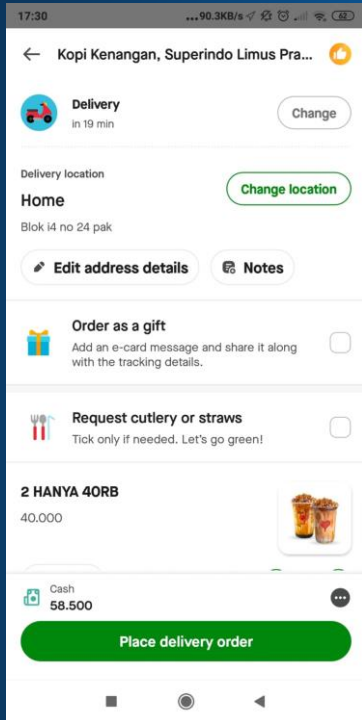 17:30
...90.3KB/s
62
Kopi Kenangan, Superindo Limus Pra...
Delivery
in 19 min
Change
Delivery location
Home
Change location
Blok i4 no 24 pak
Edit address details
Notes
Order as a gift
Add an e-card message and share it along
with the tracking details.
Request cutlery or straws
Tick only if needed. Let's go green!
2 HANYA 40RB
40.000
Cash
58.500
Place delivery order